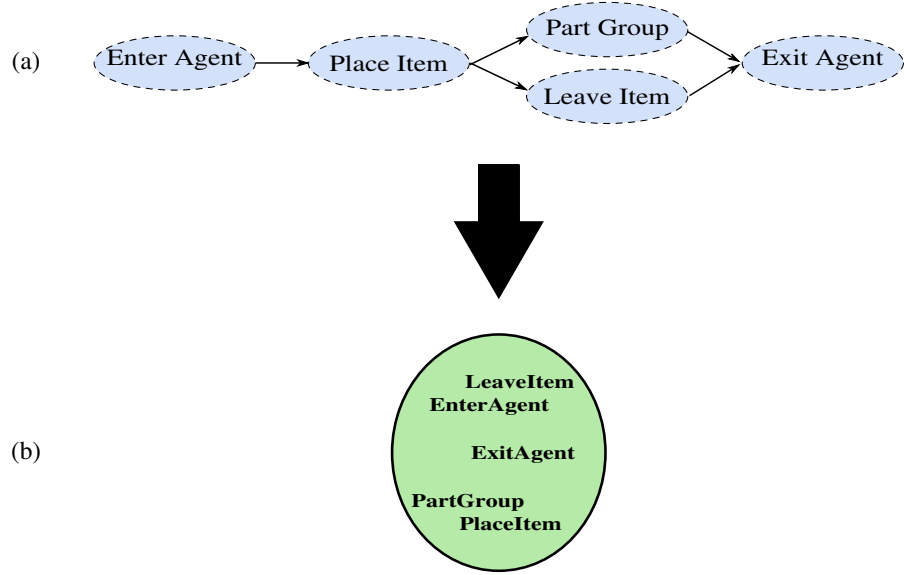 (a)
Enter Agent
Place Item
Part Group
Leave Item
Exit Agent
LeaveItem
EnterAgent
(b)
ExitAgent
PartGroup
PlaceItem